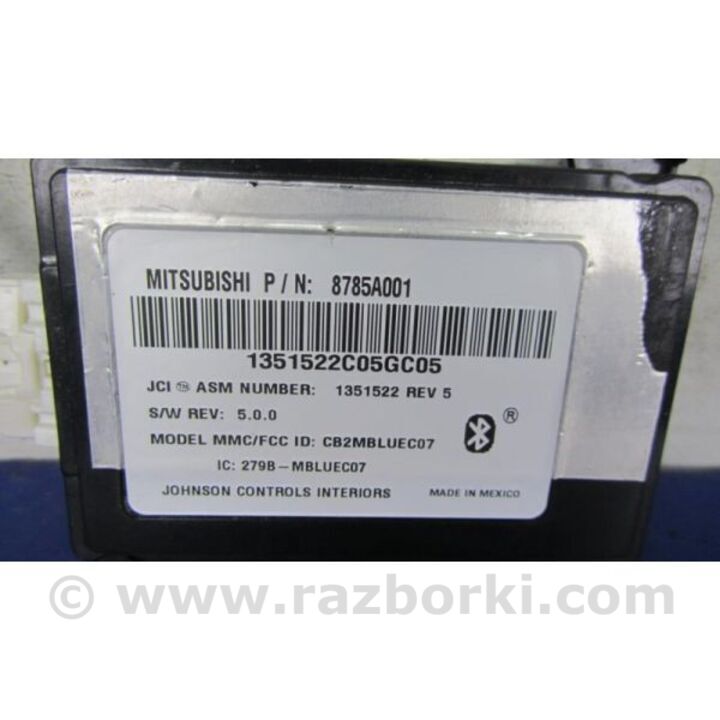 MITSUBISHI P / N: 8785A001
1351522C05GC05
JCI ™ ASM NUMBER: 1351522 REV 5
S/W REV: 5.0.0
MODEL MMC/FCC ID: CB2MBLUEC07
®
IC: 279B-MBLUEC07
JOHNSON CONTROLS INTERIORS MADE IN MEXICO
© www.razborki.com